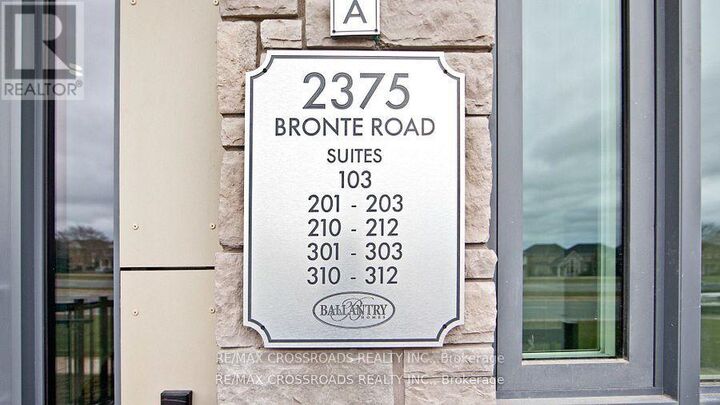 A
R
REALTOR®
2375
BRONTE ROAD
SUITES
103
201 - 203
210 - 212
301 - 303
310 - 312
BALLANTRY
HOMES
RE/MAX CROSSROADS REALTY INC., Brokerage
RE/MAX CROSSROADS REALTY INC., Brokerage